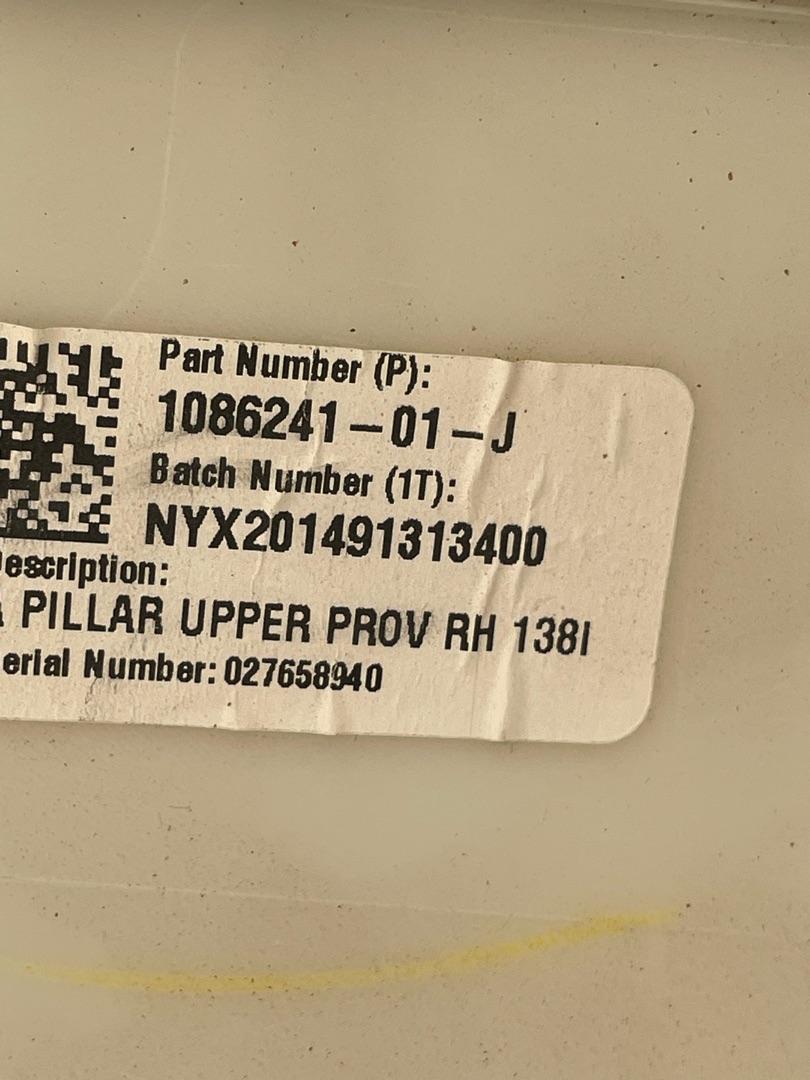 Part Number (P):
1086241-01-J
Batch Number (1T):
NYX201491313400
escription:
PILLAR UPPER PROV RH 138I
erial Number: 027658940